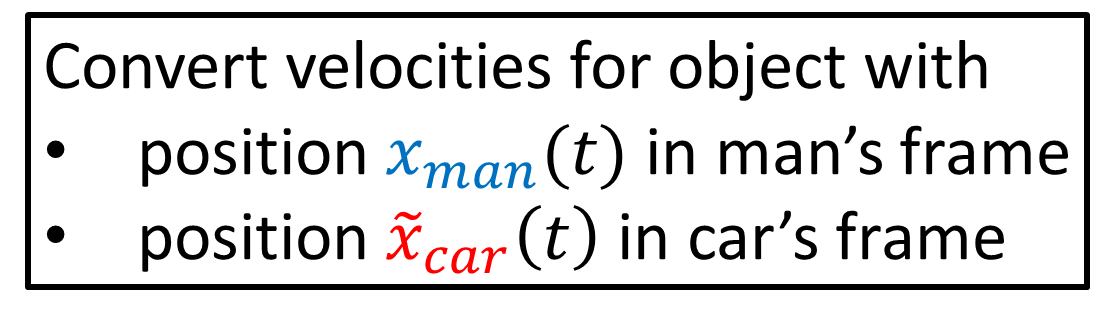 Convert velocities for object with
• position x_man(t) in man’s frame
• position x̃_car(t) in car’s frame